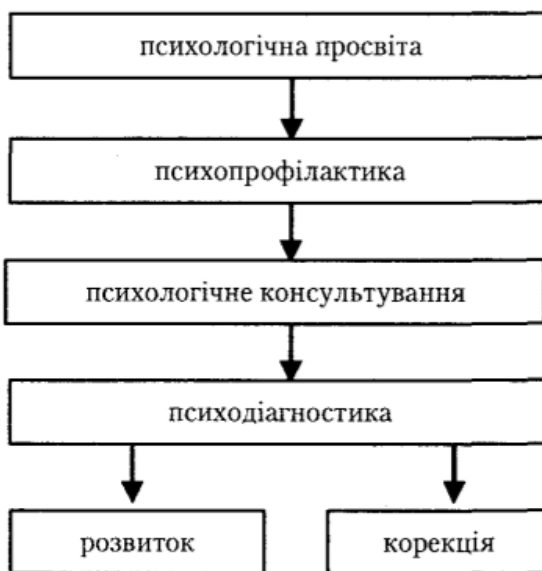 психологічна просвіта
психопрофілактика
психологічне консультування
психодіагностика
розвиток
корекція